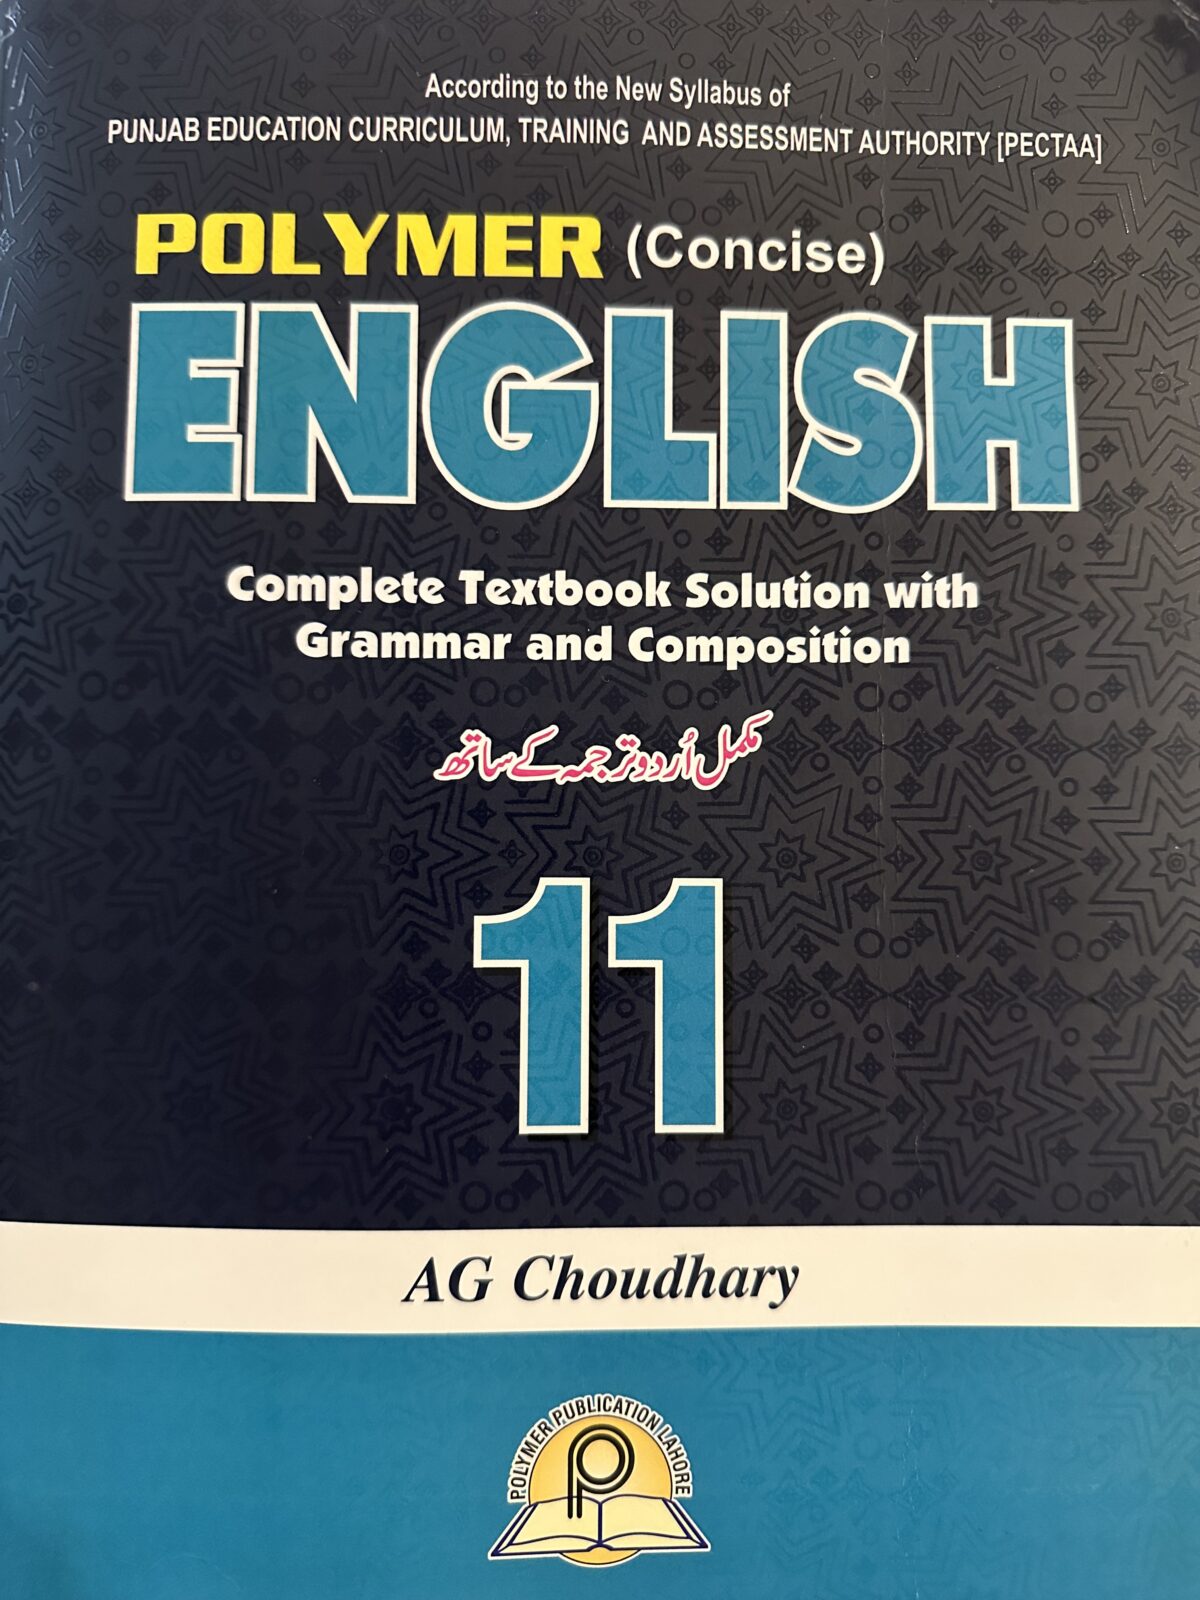 According to the New Syllabus of
PUNJAB EDUCATION CURRICULUM, TRAINING AND ASSESSMENT AUTHORITY [PECTAA]
POLYMER (Concise)
ENGLISH
Complete Textbook Solution with
Grammar and Composition
مکمل اُردو ترجمہ کے ساتھ
11
AG Choudhary
POLYMER PUBLICATION LAHORE
P